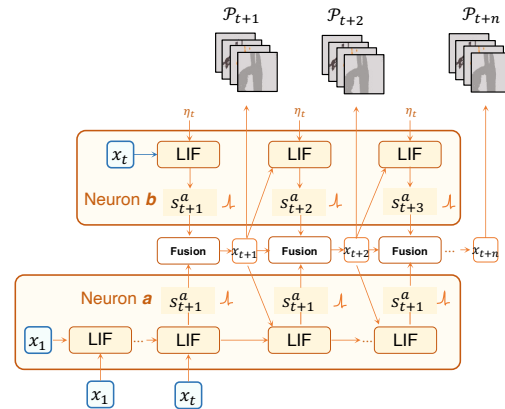 𝒫ₜ₊₁ 𝒫ₜ₊₂ 𝒫ₜ₊ₙ
ηₜ ηₜ ηₜ
xₜ LIF LIF LIF
Neuron b sᵃₜ₊₁ sᵃₜ₊₂ sᵃₜ₊₃
Fusion xₜ₊₁ Fusion xₜ₊₂ Fusion ... xₜ₊ₙ
Neuron a sᵃₜ₊₁ sᵃₜ₊₁ sᵃₜ₊₁
x₁ LIF ... LIF LIF ... LIF
x₁ xₜ